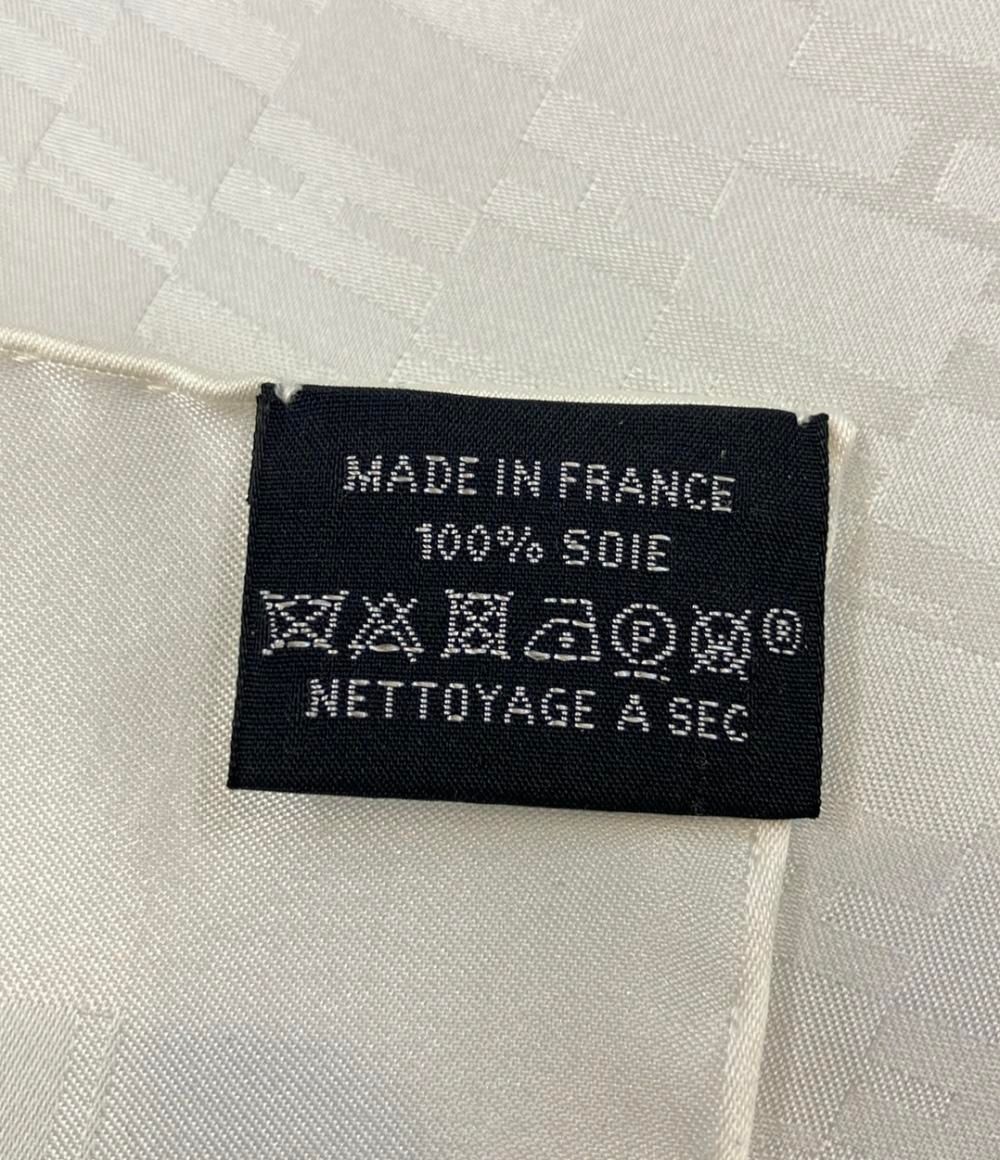 MADE IN FRANCE
100% SOIE
P W ®
NETTOYAGE A SEC